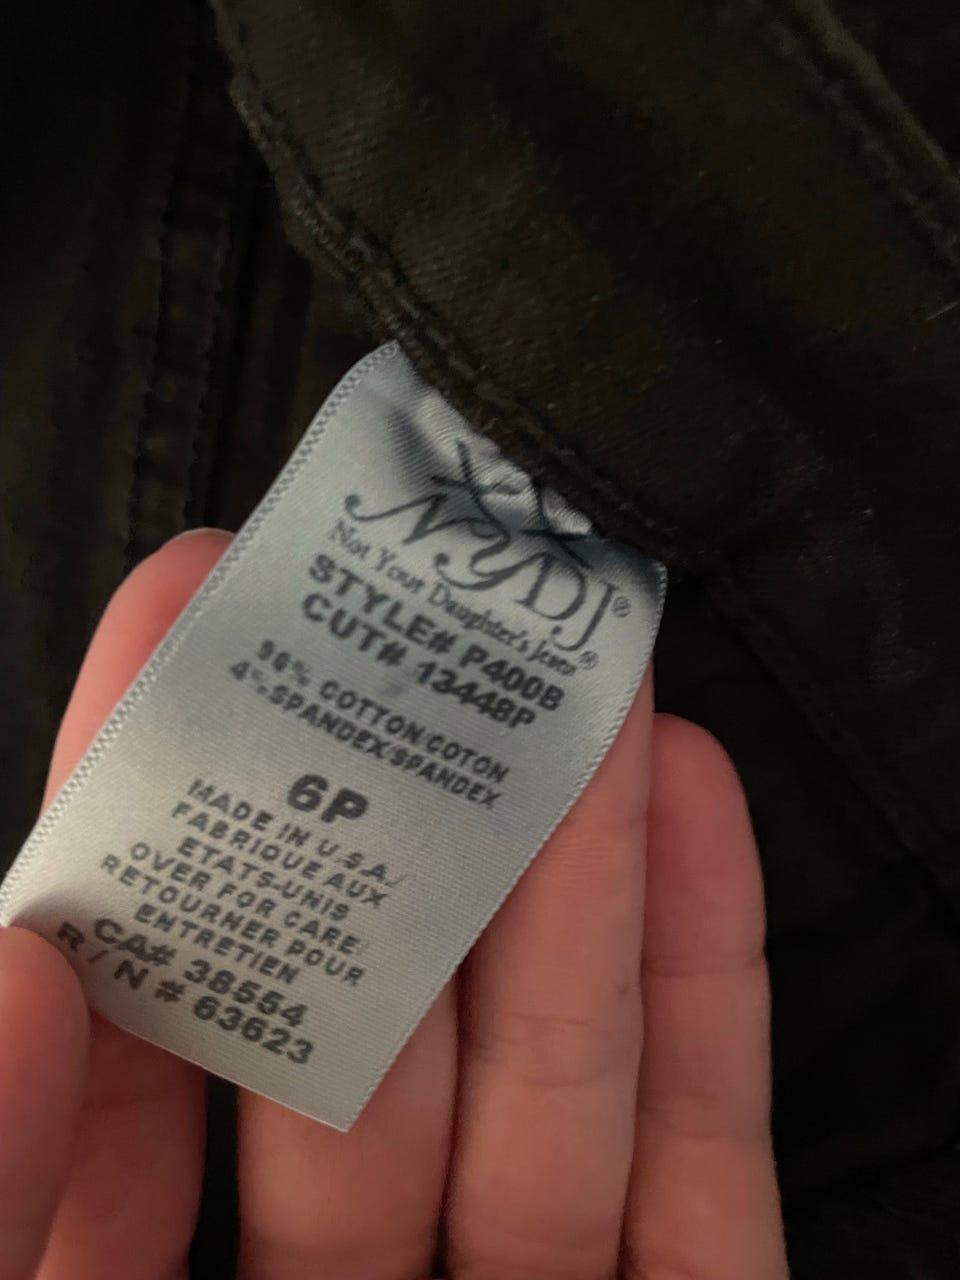 NYDJ®
Not Your Daughter's Jeans®
STYLE# P400B
CUT# 13448P
96% COTTON/COTON
4% SPANDEX/SPANDEX
6P
MADE IN U.S.A./
FABRIQUE AUX
ETATS-UNIS
OVER FOR CARE/
RETOURNER POUR
ENTRETIEN
CA# 38554
R/N # 63623